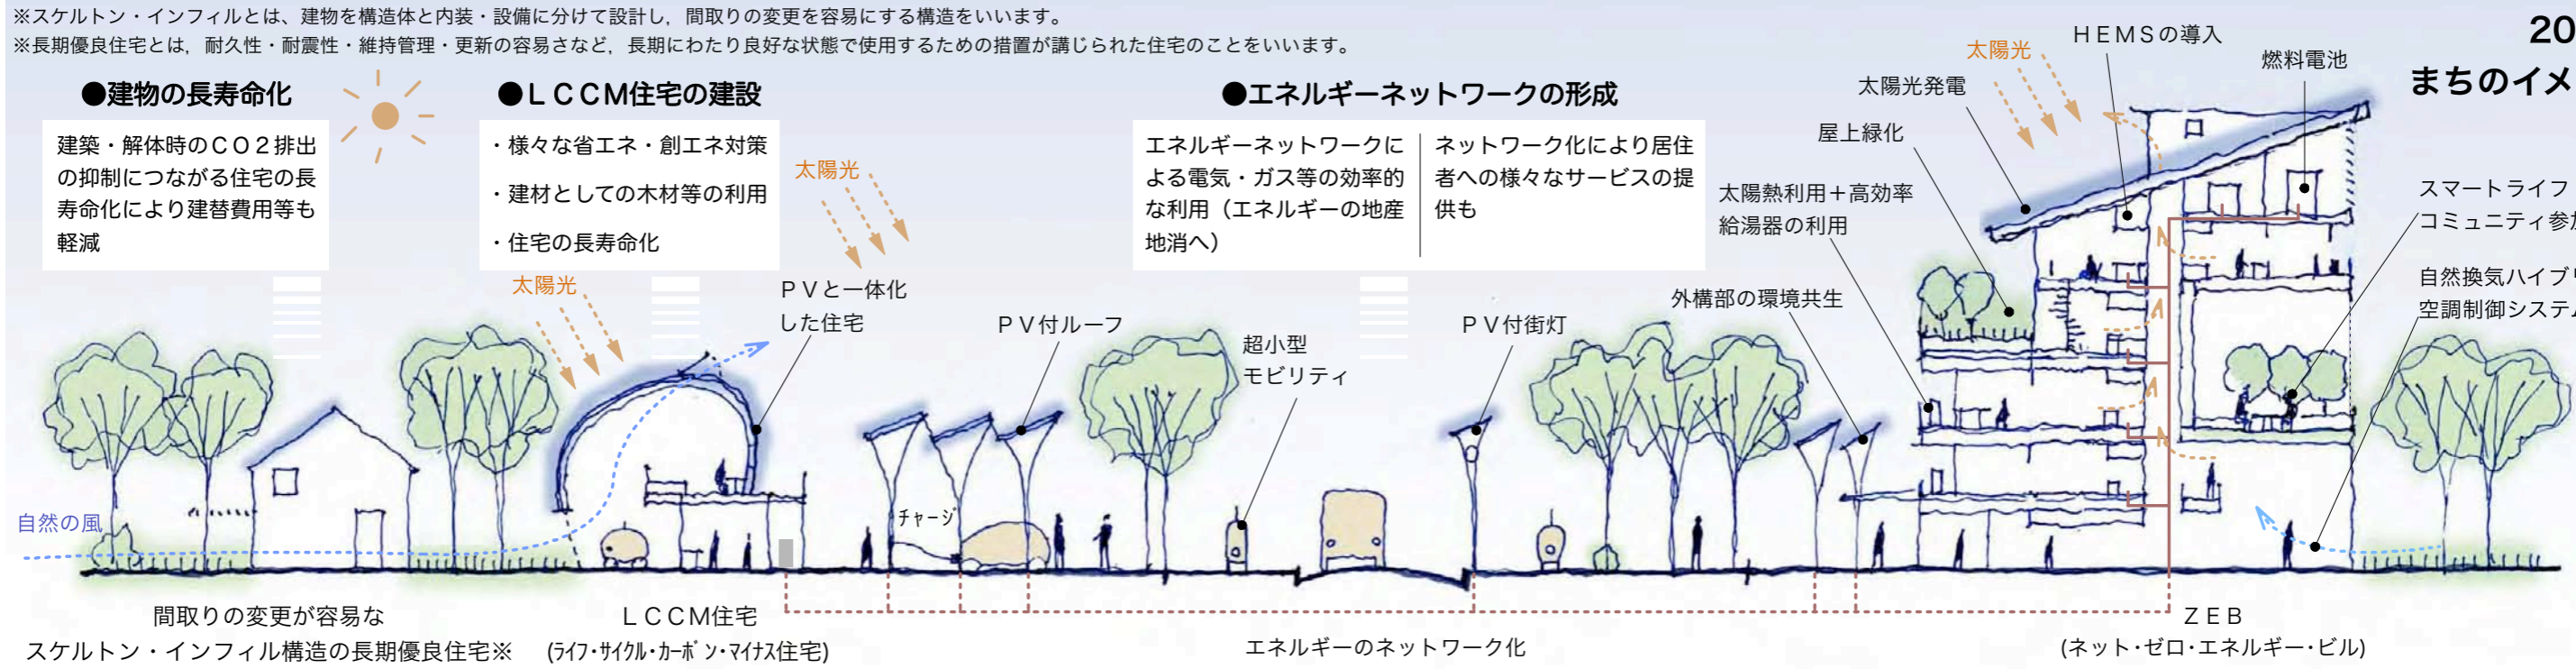 ※スケルトン・インフィルとは、建物を構造体と内装・設備に分けて設計し，間取りの変更を容易にする構造をいいます。
※長期優良住宅とは，耐久性・耐震性・維持管理・更新の容易さなど，長期にわたり良好な状態で使用するための措置が講じられた住宅のことをいいます。
20
まちのイメ
●建物の長寿命化
建築・解体時のＣＯ２排出
の抑制につながる住宅の長
寿命化により建替費用等も
軽減
●ＬＣＣＭ住宅の建設
・様々な省エネ・創エネ対策
・建材としての木材等の利用
・住宅の長寿命化
●エネルギーネットワークの形成
エネルギーネットワークに
よる電気・ガス等の効率的
な利用（エネルギーの地産
地消へ）
ネットワーク化により居住
者への様々なサービスの提
供も
太陽光
太陽光
太陽光
ＨＥＭＳの導入
燃料電池
太陽光発電
屋上緑化
太陽熱利用＋高効率
給湯器の利用
外構部の環境共生
スマートライフ
コミュニティ参
自然換気ハイブ
空調制御システ
ＰＶと一体化
した住宅
ＰＶ付ルーフ
超小型
モビリティ
ＰＶ付街灯
自然の風
チャージ
間取りの変更が容易な
スケルトン・インフィル構造の長期優良住宅※
ＬＣＣＭ住宅
(ライフ・サイクル・カーボン・マイナス住宅)
エネルギーのネットワーク化
ＺＥＢ
(ネット・ゼロ・エネルギー・ビル)